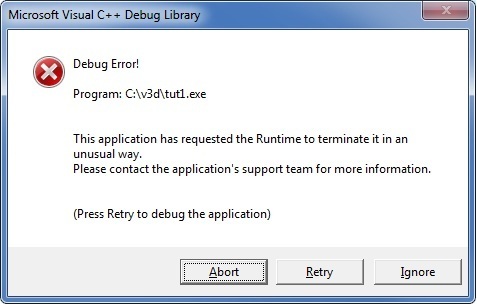 Microsoft Visual C++ Debug Library
Debug Error!
Program: C:\v3d\tut1.exe
This application has requested the Runtime to terminate it in an
unusual way.
Please contact the application's support team for more information.
(Press Retry to debug the application)
Abort Retry Ignore